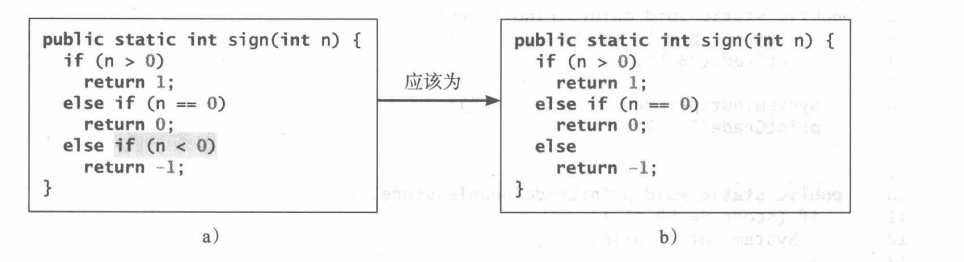 public static int sign(int n) {
if (n > 0)
return 1;
else if (n == 0)
return 0;
else if (n < 0)
return -1;
}
a)
应该为
public static int sign(int n) {
if (n > 0)
return 1;
else if (n == 0)
return 0;
else
return -1;
}
b)